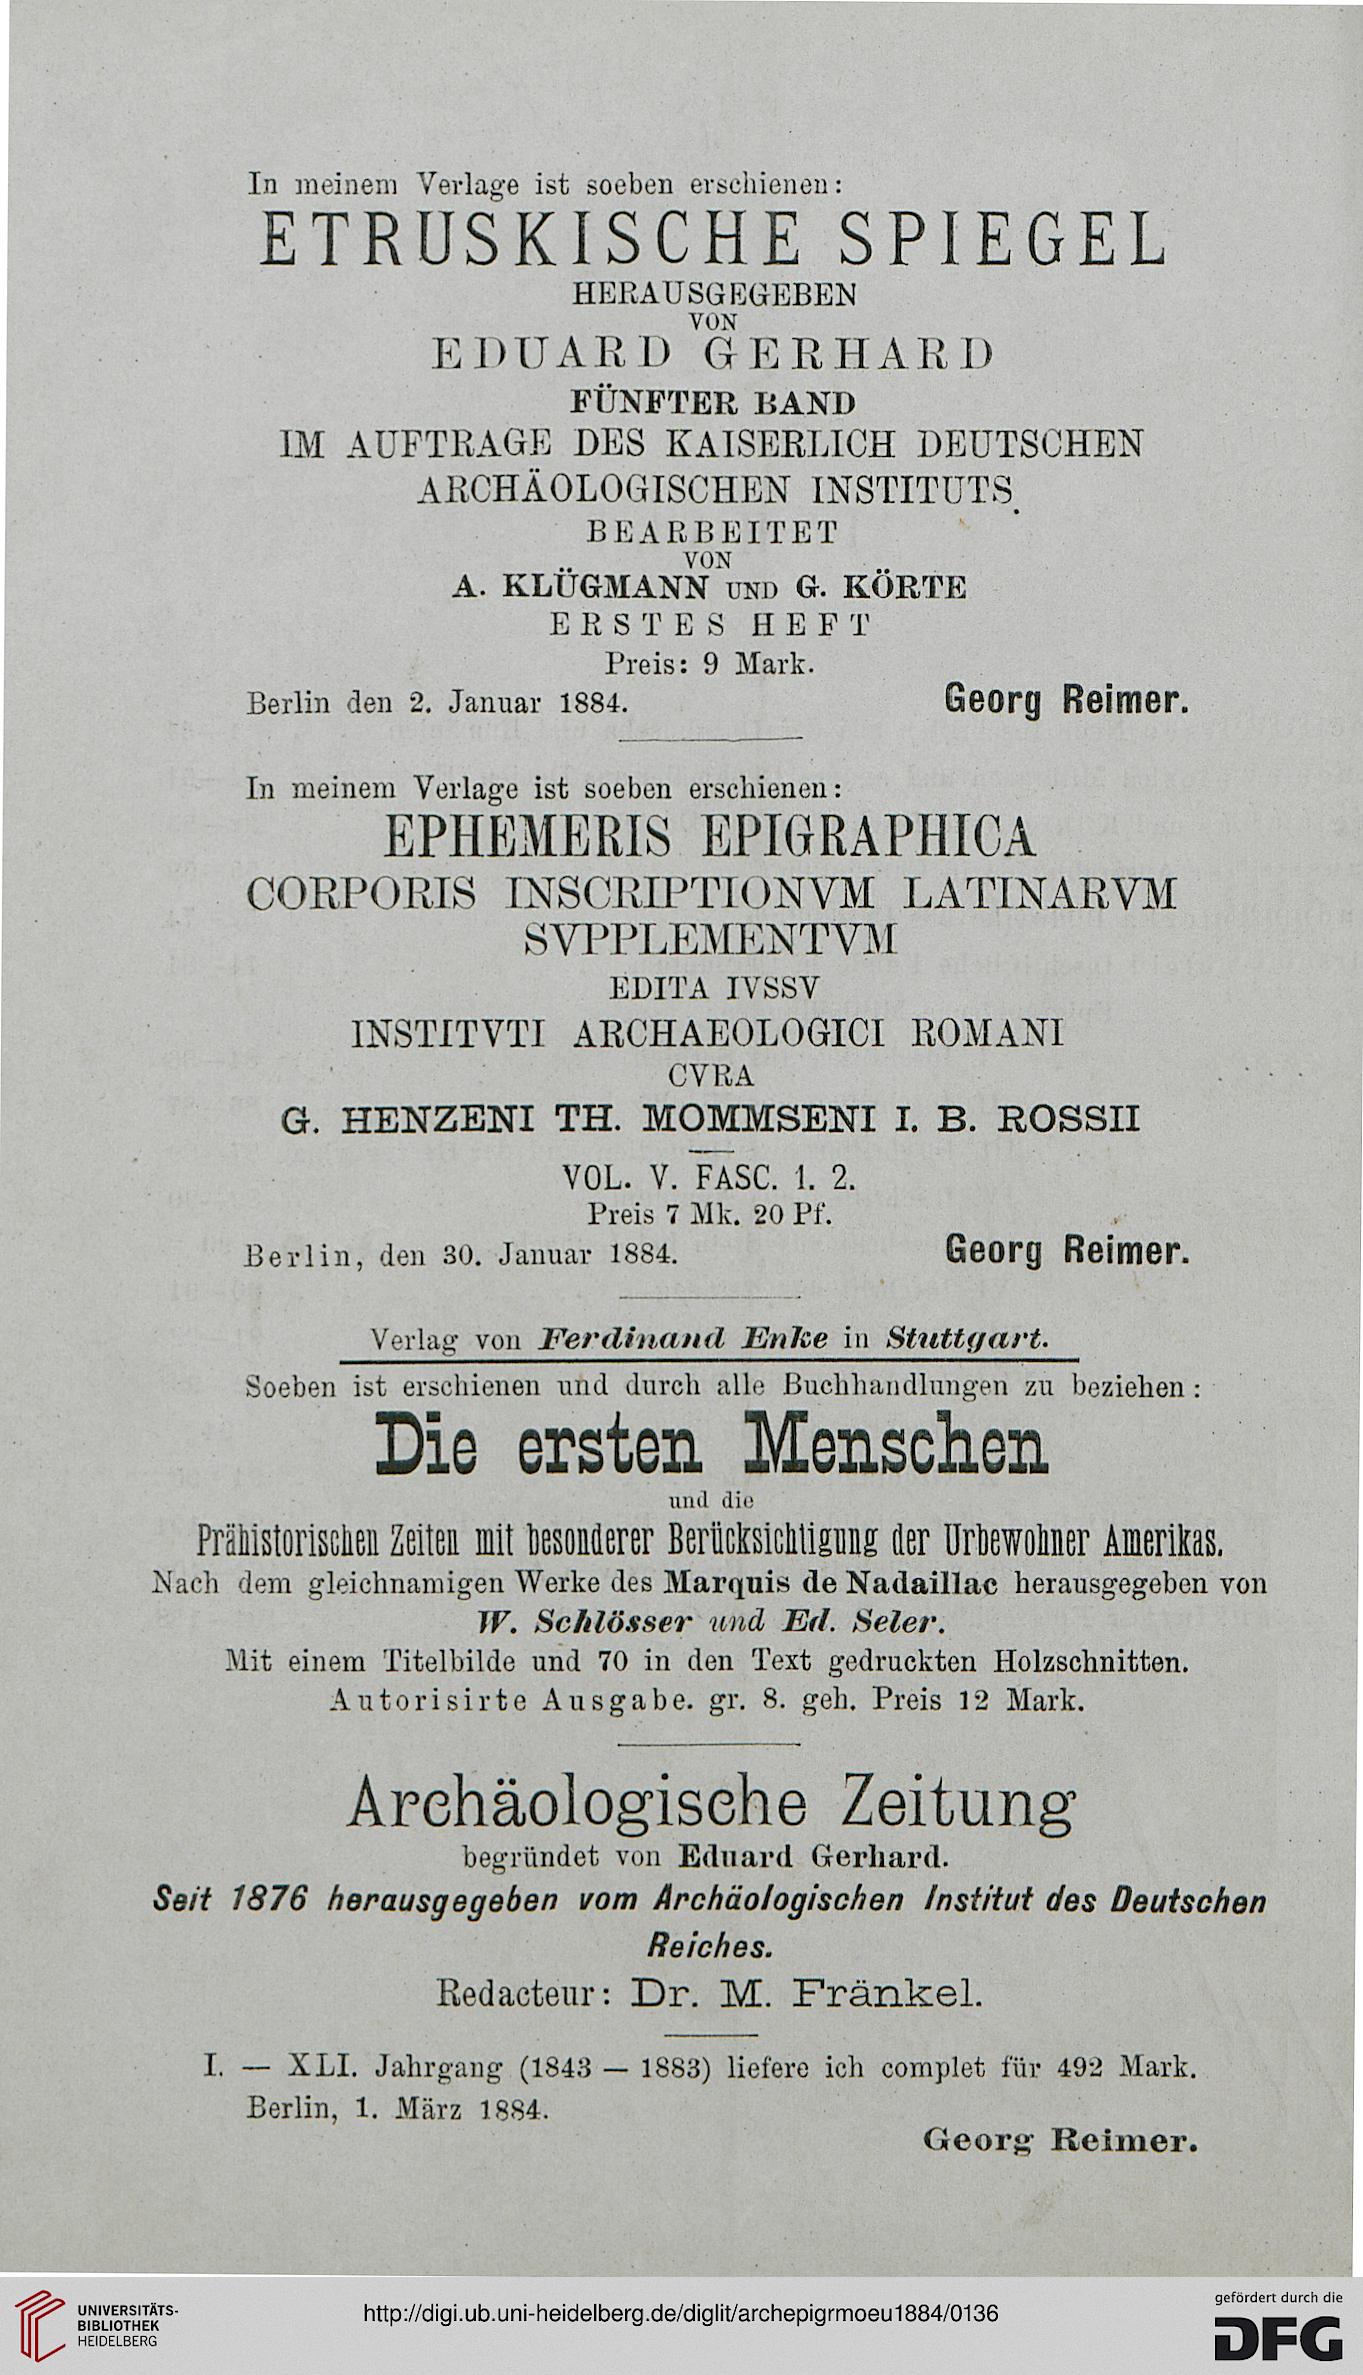 In meinem Verlage ist soeben erschienen:
ETRUSKISCHE SPIEGEL
HERAUSGEGEBEN
VON
EDUARD GERHARD
FÜNFTER BAND
IM AUFTRAGE DES KAISERLICH DEUTSCHEN
ARCHÄOLOGISCHEN INSTITUTS
BEARBEITET
VON
A. KLÜGMANN UND G. KÖRTE
ERSTES HEFT
Preis: 9 Mark.
Berlin den 2. Januar 1884. Georg Reimer.
In meinem Verlage ist soeben erschienen:
EPHEMERIS EPIGRAPHICA
CORPORIS INSCRIPTIONVM LATINARVM
SVPPLEMENTVM
EDITA IVSSV
INSTITVTI ARCHAEOLOGICI ROMANI
CVRA
G. HENZENI TH. MOMMSENI I. B. ROSSII
VOL. V. FASC. 1. 2.
Preis 7 Mk. 20 Pf.
Berlin, den 30. Januar 1884. Georg Reimer.
Verlag von Ferdinand Enke in Stuttgart.
Soeben ist erschienen und durch alle Buchhandlungen zu beziehen:
Die ersten Menschen
und die
Prähistorischen Zeiten mit besonderer Berücksichtigung der Urbewohner Amerikas.
Nach dem gleichnamigen Werke des Marquis de Nadaillac herausgegeben von
W. Schlösser und Ed. Seler.
Mit einem Titelbilde und 70 in den Text gedruckten Holzschnitten.
Autorisirte Ausgabe. gr. 8. geh. Preis 12 Mark.
Archäologische Zeitung
begründet von Eduard Gerhard.
Seit 1876 herausgegeben vom Archäologischen Institut des Deutschen
Reiches.
Redacteur: Dr. M. Fränkel.
I. — XLI. Jahrgang (1843 — 1883) liefere ich complet für 492 Mark.
Berlin, 1. März 1884.
Georg Reimer.
UNIVERSITÄTS-
BIBLIOTHEK
HEIDELBERG
http://digi.ub.uni-heidelberg.de/diglit/archepigrmoeu1884/0136
gefördert durch die
DFG